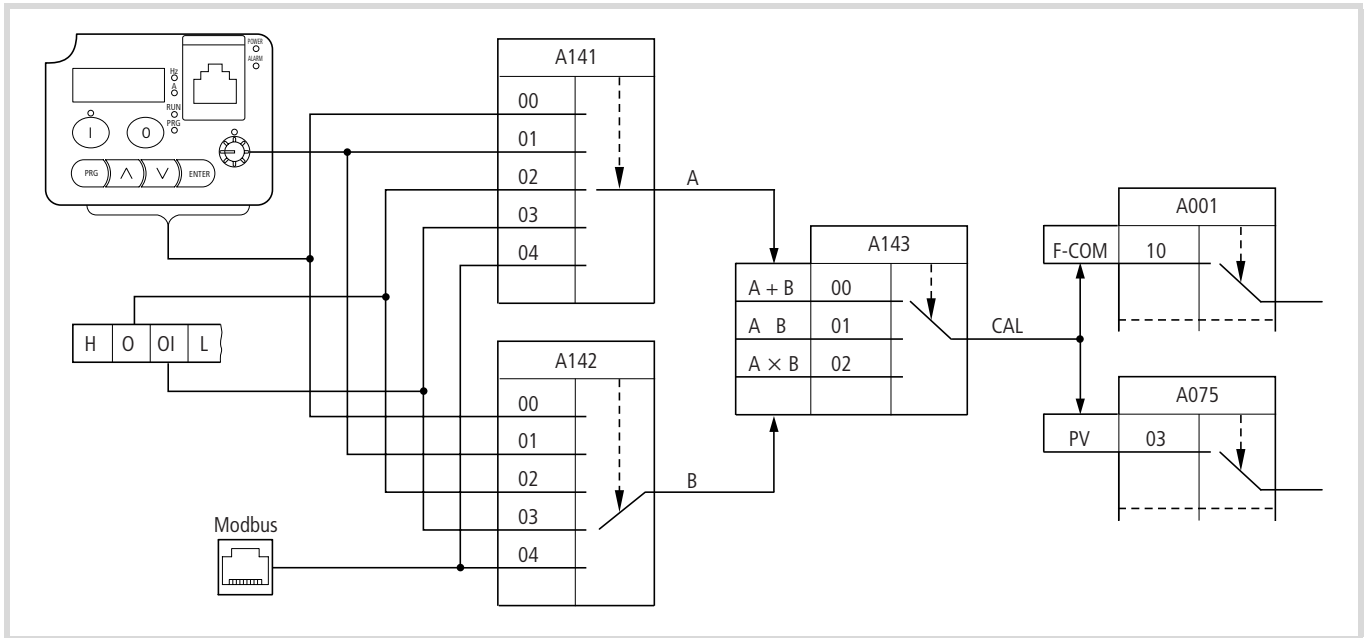 POWER
ALARM
Hz
A
RUN
PRG
I
O
PRG
ENTER
H
O
OI
L
Modbus
A141
00
01
02
03
04
A
A142
00
01
02
03
04
B
A143
A + B 00
A B 01
A × B 02
CAL
A001
F-COM 10
A075
PV 03